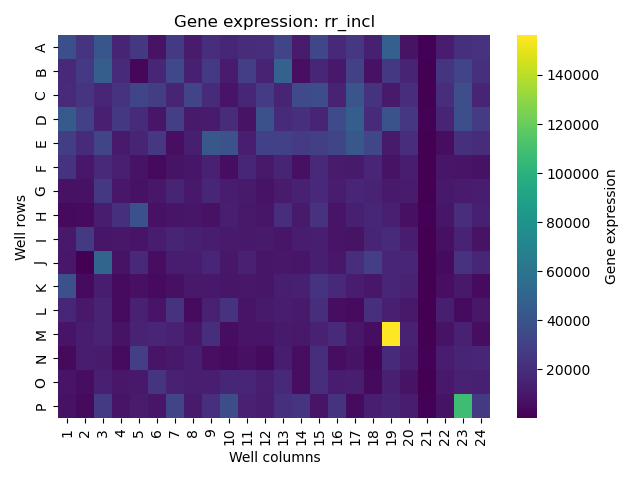 Gene expression: rr_incl
A
B
C
D
E
F
G
H
I
J
K
L
M
N
O
P
Well rows
1 2 3 4 5 6 7 8 9 10 11 12 13 14 15 16 17 18 19 20 21 22 23 24
Well columns
140000
120000
100000
80000
60000
40000
20000
Gene expression